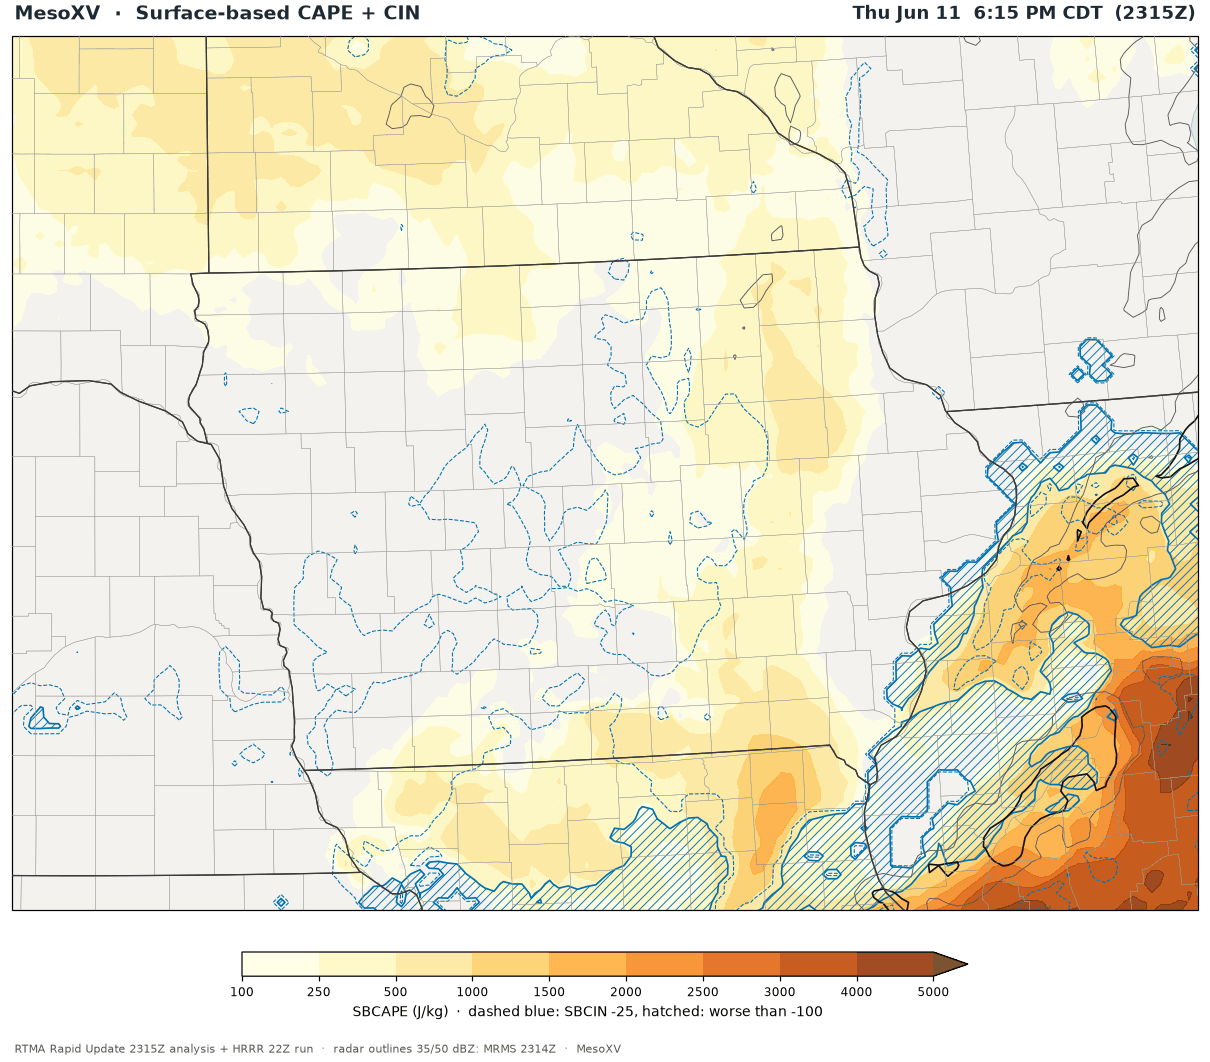 MesoXV · Surface-based CAPE + CIN
Thu Jun 11 6:15 PM CDT (2315Z)
100 250 500 1000 1500 2000 2500 3000 4000 5000
SBCAPE (J/kg) · dashed blue: SBCIN -25, hatched: worse than -100
RTMA Rapid Update 2315Z analysis + HRRR 22Z run · radar outlines 35/50 dBZ: MRMS 2314Z · MesoXV